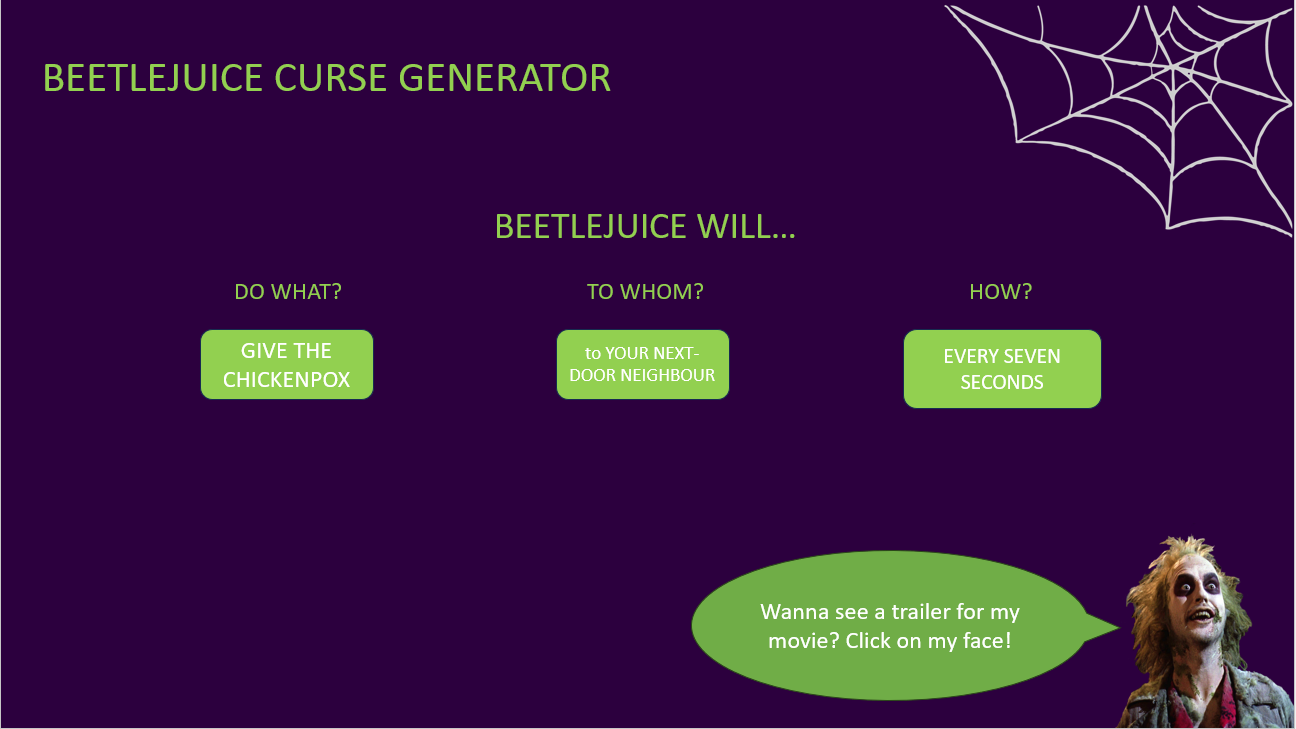 BEETLEJUICE CURSE GENERATOR
BEETLEJUICE WILL...
DO WHAT?
TO WHOM?
HOW?
GIVE THE
CHICKENPOX
to YOUR NEXT-
DOOR NEIGHBOUR
EVERY SEVEN
SECONDS
Wanna see a trailer for my
movie? Click on my face!